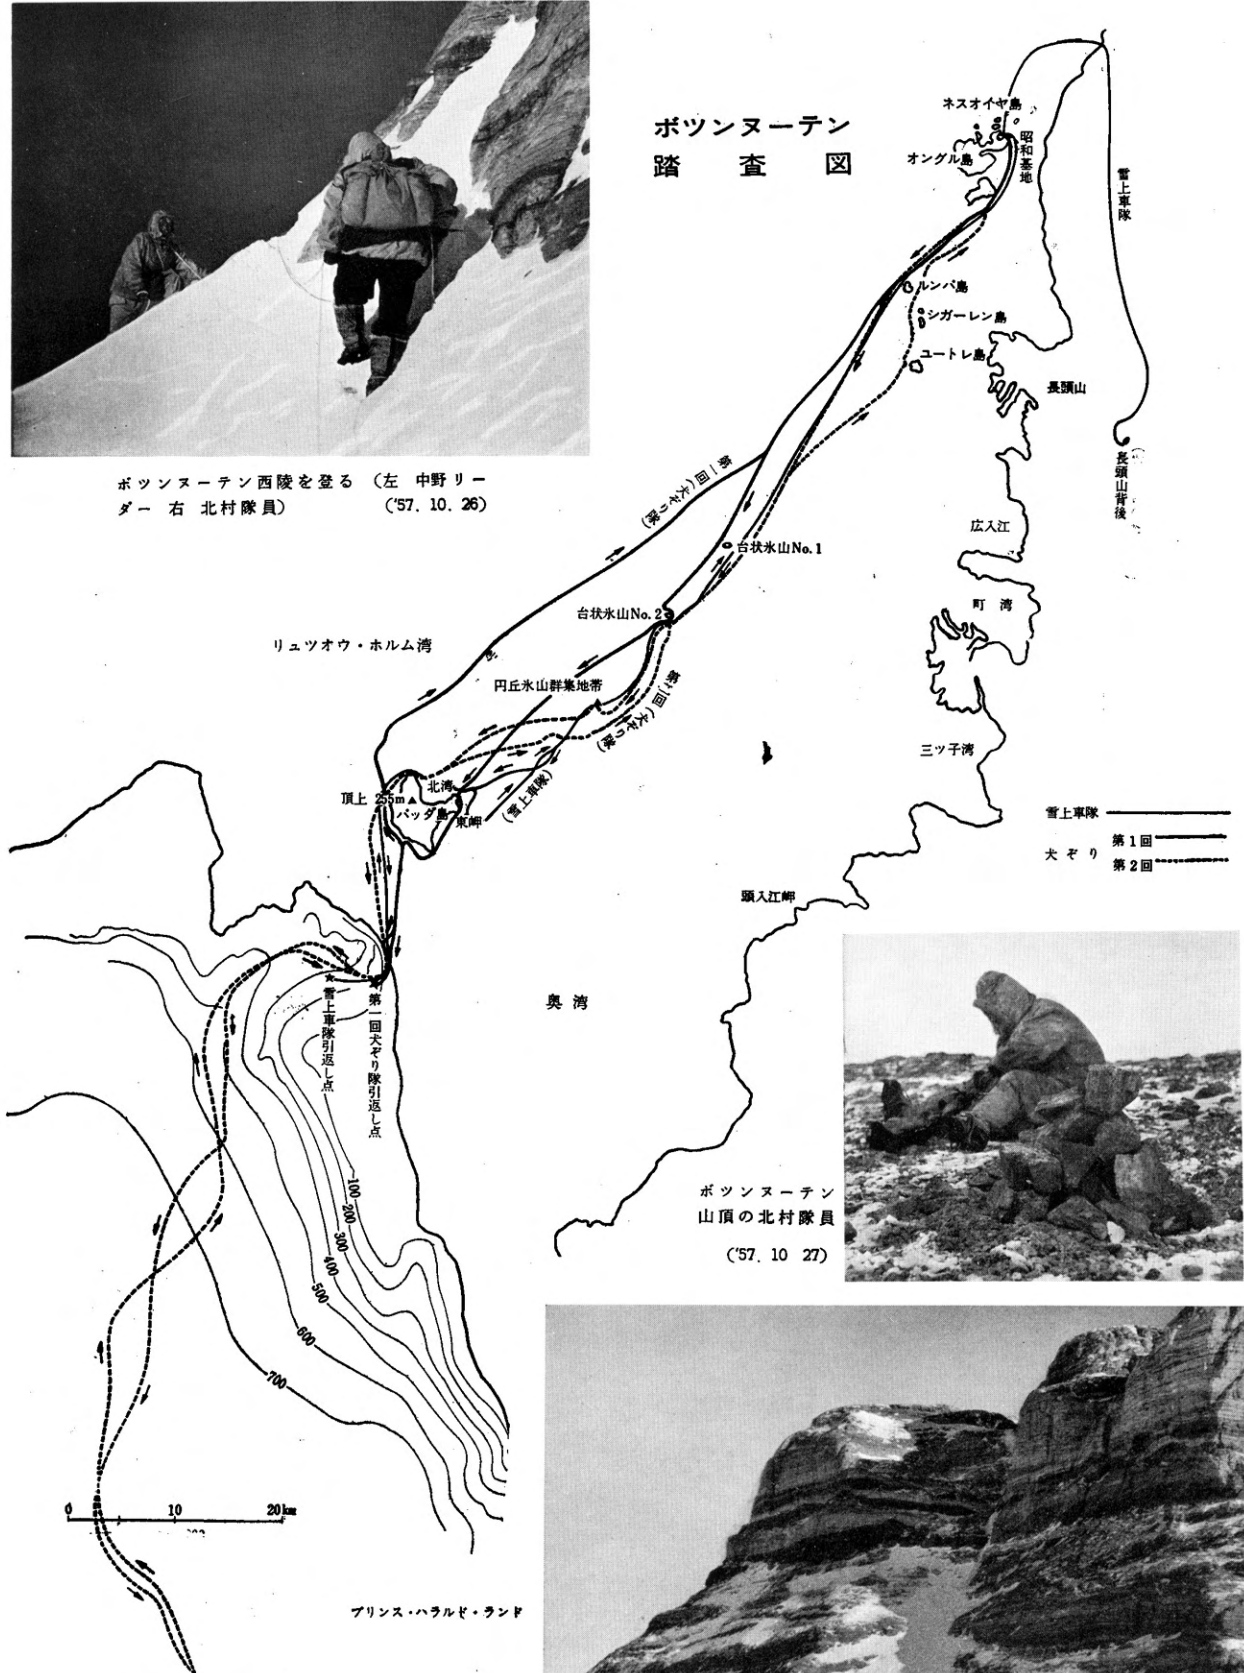 ボツンヌーテン
踏査図
ボツンヌーテン西陵を登る (左 中野リー
ダー 右 北村隊員) ('57. 10. 26)
ネスオイヤ島
昭和基地
オングル島
雪上車隊
ルンパ島
シガーレン島
ユートレ島
長頭山
長頭山背後
第一回(犬ぞり隊)
広入江
台状氷山No.1
町湾
台状氷山No.2
リュツオウ・ホルム湾
円丘氷山群集地帯
第二回(犬ぞり隊)
三ツ子湾
(雪上車隊)
北湾
頂上 255m
パッダ島
東岬
雪上車隊
犬ぞり 第1回
第2回
頭入江岬
奥湾
雪上車隊引返し点
第一回犬ぞり隊引返し点
100
200
300
400
500
600
700
ボツンヌーテン
山頂の北村隊員
('57. 10 27)
0 10 20km
プリンス・ハラルド・ランド